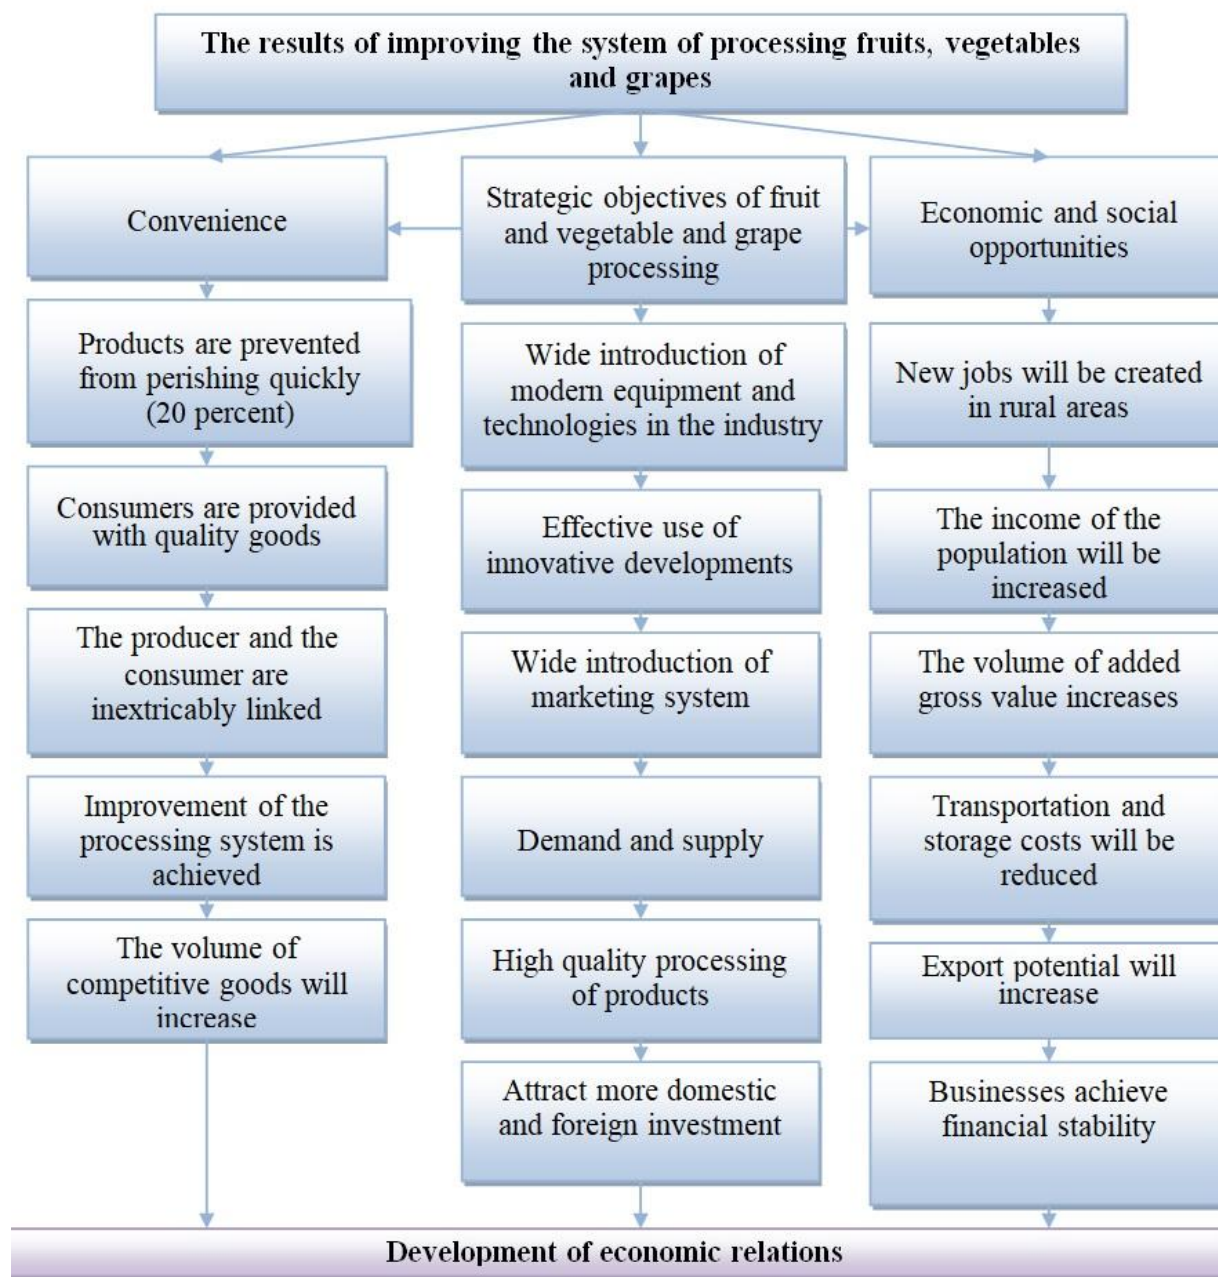 The results of improving the system of processing fruits, vegetables
and grapes
Convenience
Strategic objectives of fruit
and vegetable and grape
processing
Economic and social
opportunities
Products are prevented
from perishing quickly
(20 percent)
Wide introduction of
modern equipment and
technologies in the industry
New jobs will be created
in rural areas
Consumers are provided
with quality goods
Effective use of
innovative developments
The income of the
population will be
increased
The producer and the
consumer are
inextricably linked
Wide introduction of
marketing system
The volume of added
gross value increases
Improvement of the
processing system is
achieved
Demand and supply
Transportation and
storage costs will be
reduced
The volume of
competitive goods will
increase
High quality processing
of products
Export potential will
increase
Attract more domestic
and foreign investment
Businesses achieve
financial stability
Development of economic relations